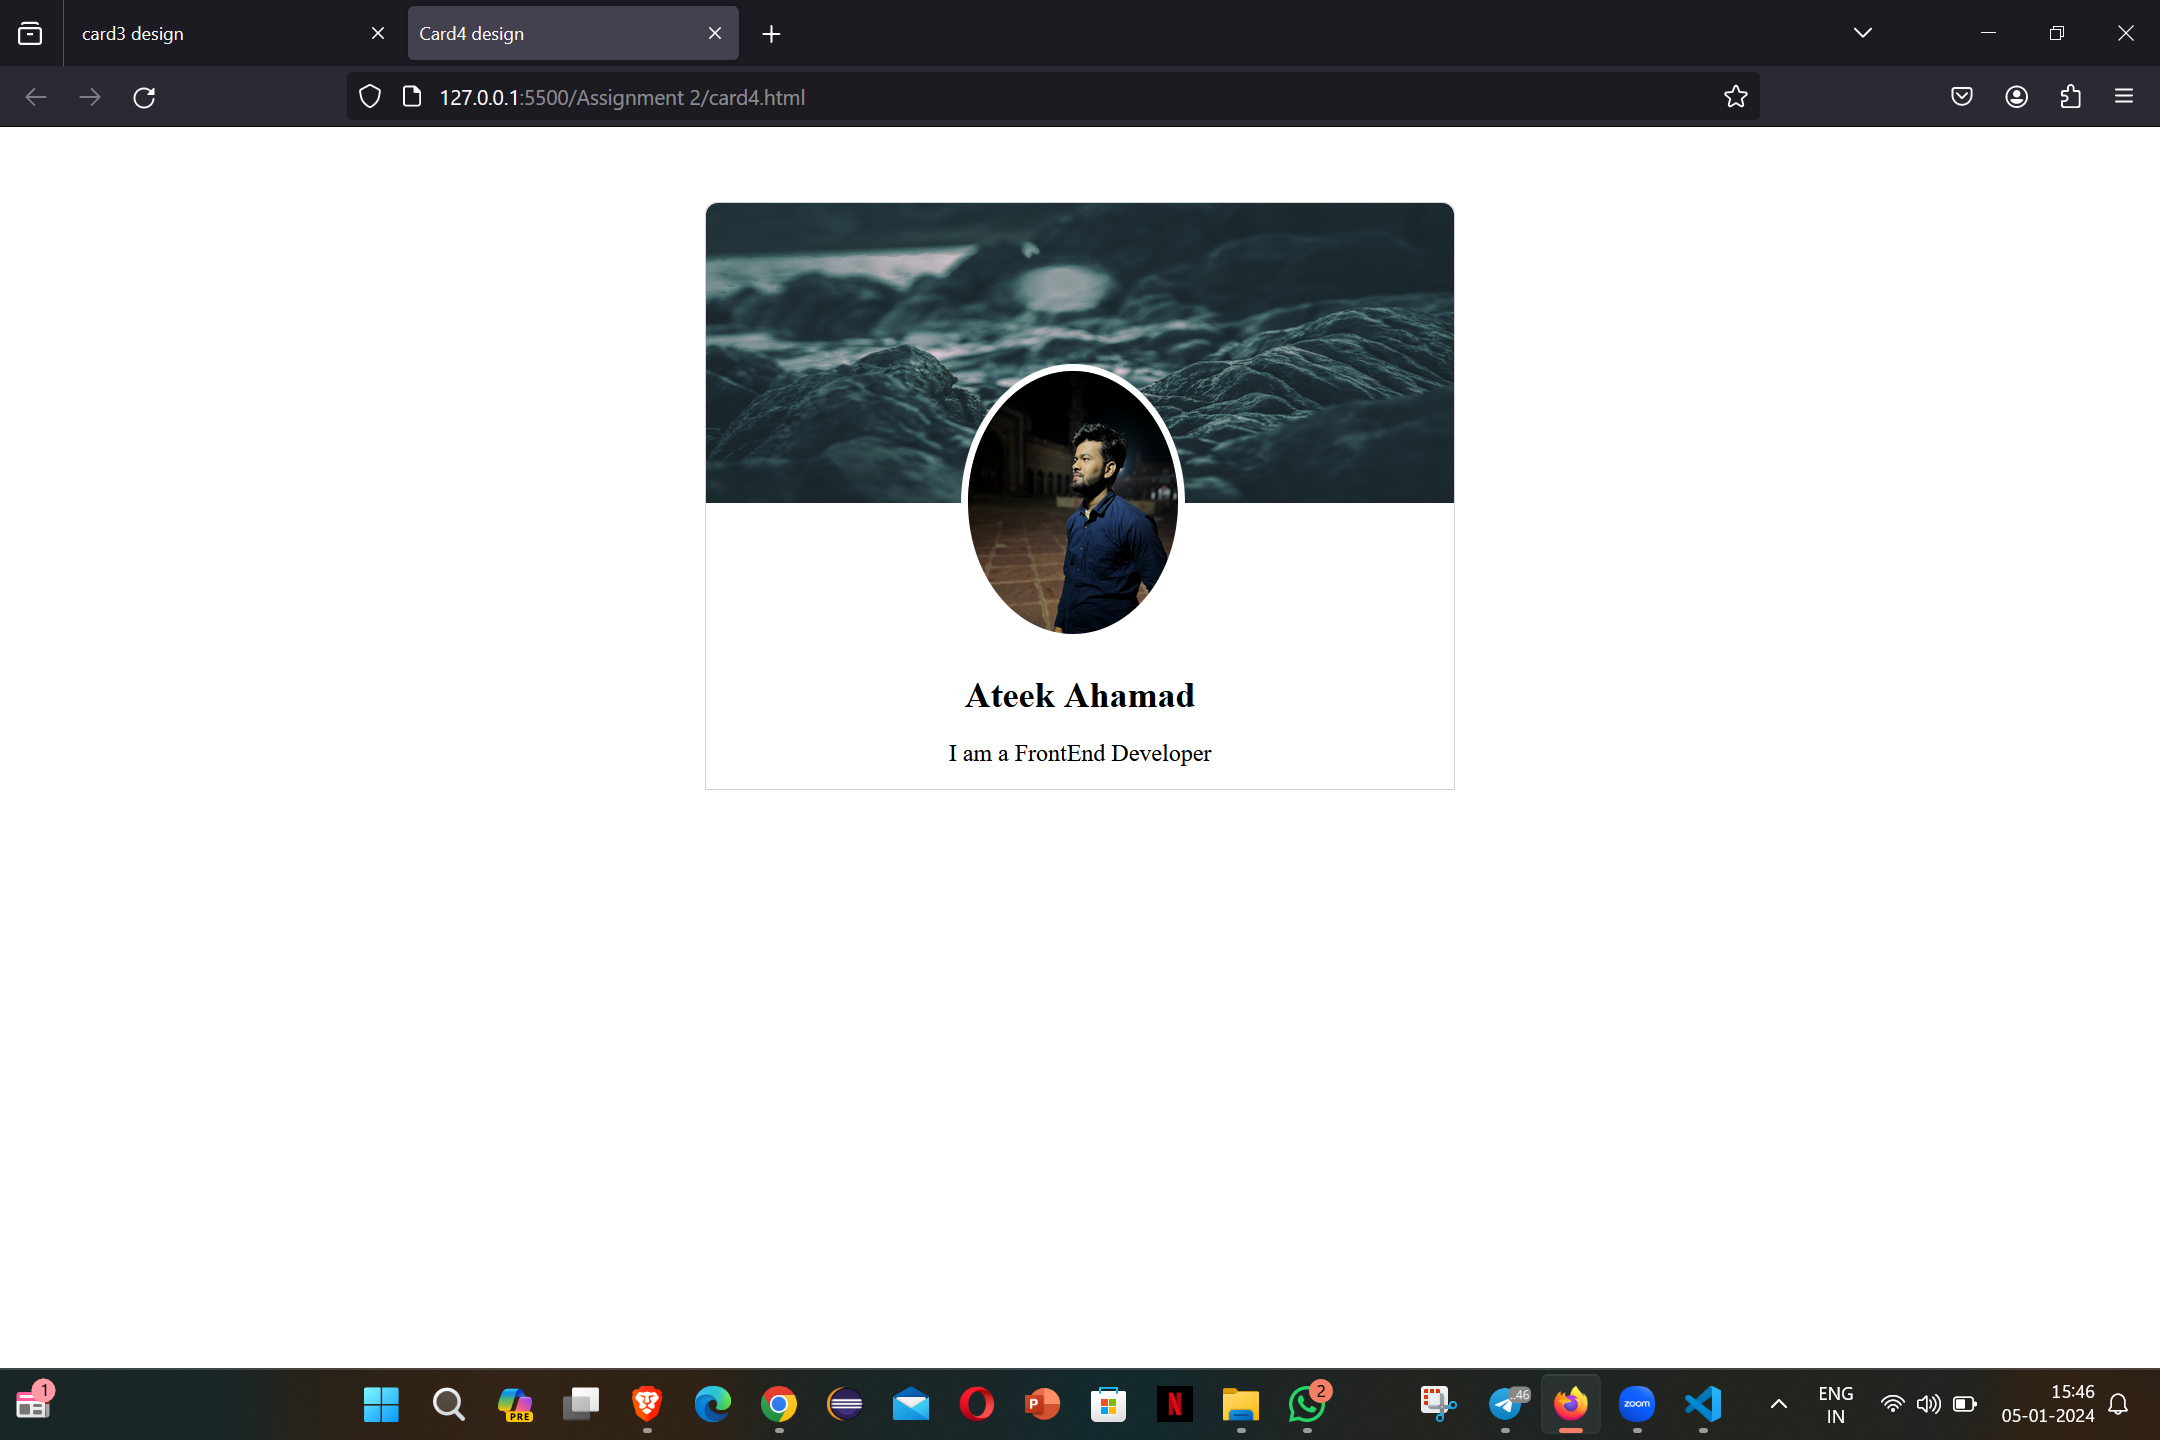 card3 design
Card4 design
127.0.0.1:5500/Assignment 2/card4.html
Ateek Ahamad
I am a FrontEnd Developer
1
PRE
P
N
2
..46
zoom
ENG
IN
15:46
05-01-2024